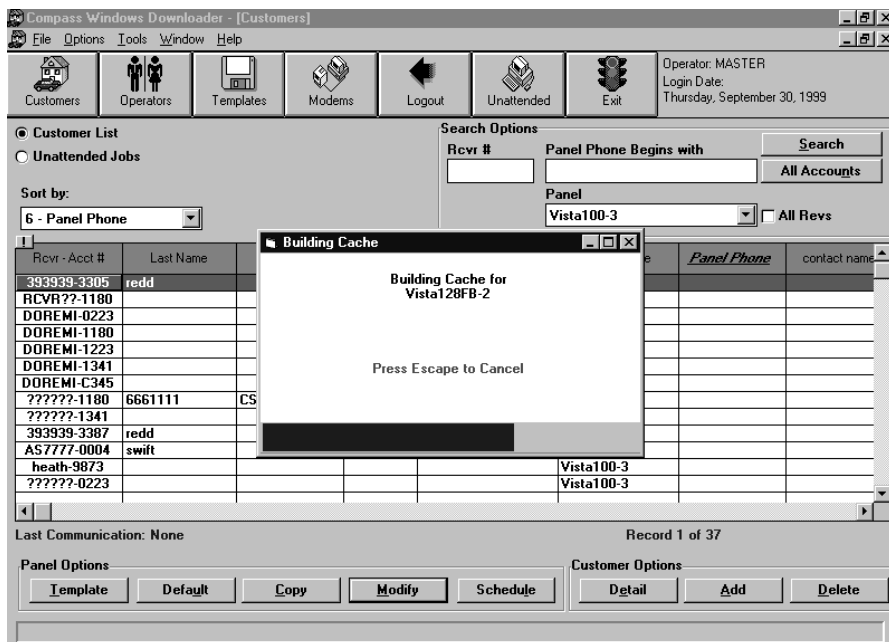 Compass Windows Downloader - [Customers]
File Options Tools Window Help
Customers Operators Templates Modems Logout Unattended Exit
Operator: MASTER
Login Date:
Thursday, September 30, 1999
Customer List
Unattended Jobs
Sort by:
6 - Panel Phone
Search Options
Rcvr # Panel Phone Begins with Search
All Accounts
Panel
Vista100-3 All Revs
!
Rcvr - Acct # Last Name Panel Phone contact name
393939-3305 redd
RCVR??-1180
DOREMI-0223
DOREMI-1180
DOREMI-1223
DOREMI-1341
DOREMI-C345
??????-1180 6661111 CS
??????-1341
393939-3387 redd
AS7777-0004 swift
heath-9873 Vista100-3
??????-0223 Vista100-3
Building Cache
Building Cache for
Vista128FB-2
Press Escape to Cancel
Last Communication: None Record 1 of 37
Panel Options
Template Default Copy Modify Schedule
Customer Options
Detail Add Delete